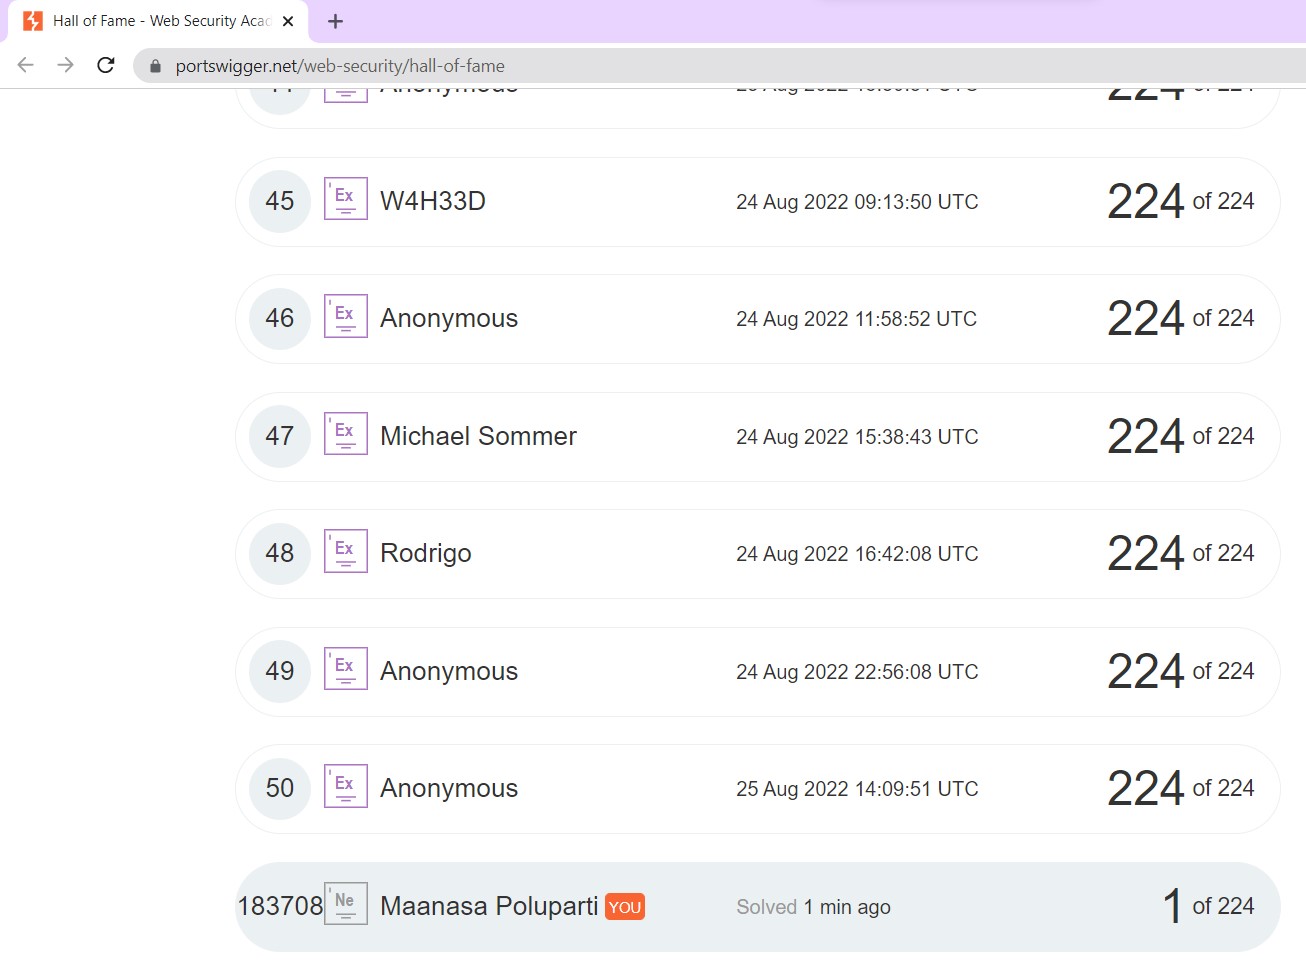 Hall of Fame - Web Security Acad
portswigger.net/web-security/hall-of-fame
45 Ex W4H33D 24 Aug 2022 09:13:50 UTC 224 of 224
46 Ex Anonymous 24 Aug 2022 11:58:52 UTC 224 of 224
47 Ex Michael Sommer 24 Aug 2022 15:38:43 UTC 224 of 224
48 Ex Rodrigo 24 Aug 2022 16:42:08 UTC 224 of 224
49 Ex Anonymous 24 Aug 2022 22:56:08 UTC 224 of 224
50 Ex Anonymous 25 Aug 2022 14:09:51 UTC 224 of 224
183708 Ne Maanasa Poluparti YOU Solved 1 min ago 1 of 224